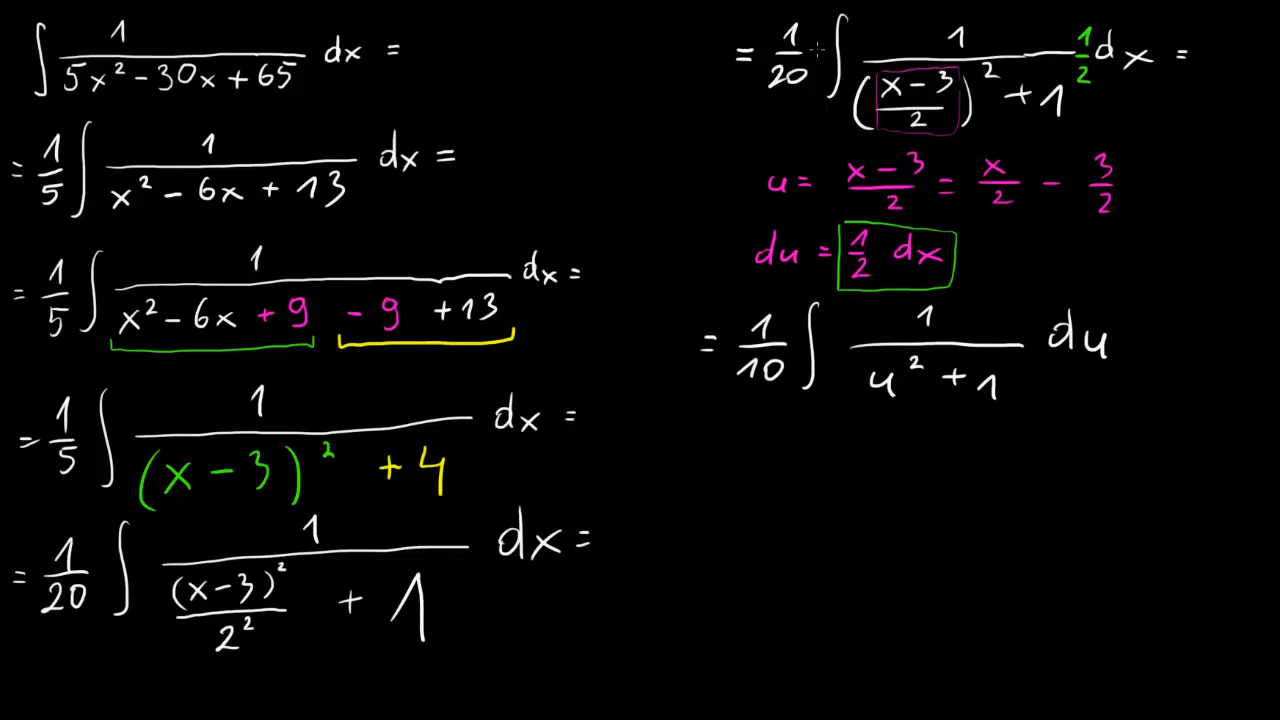 ∫ 1/(5x² − 30x + 65) dx =
= 1/5 ∫ 1/(x² − 6x + 13) dx =
= 1/5 ∫ 1/(x² − 6x + 9 − 9 + 13) dx =
= 1/5 ∫ 1/((x − 3)² + 4) dx =
= 1/20 ∫ 1/((x − 3)²/2² + 1) dx =
= 1/20 ∫ 1/(((x − 3)/2)² + 1) 1/2 dx =
u = (x − 3)/2 = x/2 − 3/2
du = 1/2 dx
= 1/10 ∫ 1/(u² + 1) du